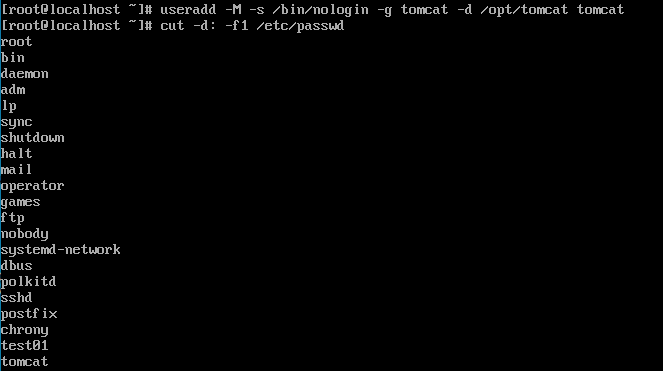 [root@localhost ~]# useradd -M -s /bin/nologin -g tomcat -d /opt/tomcat tomcat
[root@localhost ~]# cut -d: -f1 /etc/passwd
root
bin
daemon
adm
lp
sync
shutdown
halt
mail
operator
games
ftp
nobody
systemd-network
dbus
polkitd
sshd
postfix
chrony
test01
tomcat